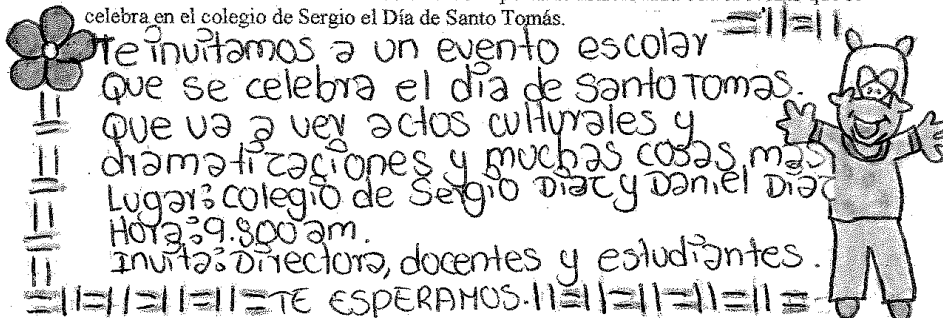 celebra en el colegio de Sergio el Día de Santo Tomás.
Te invitamos a un evento escolar
que se celebra el día de santo Tomas.
que va a ver actos culturales y
dramatizaciones y muchas cosas mas
Lugar: colegio de Sergio Diaz y Daniel Diaz
Hora: 9.800 am.
Invita: Directora, docentes y estudiantes.
TE ESPERAMOS.